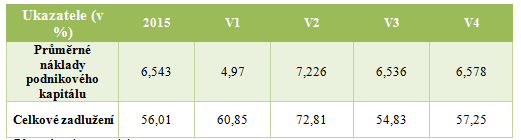 Ukazatele (v %) 2015 V1 V2 V3 V4
Průměrné náklady podnikového kapitálu 6,543 4,97 7,226 6,536 6,578
Celkové zadlužení 56,01 60,85 72,81 54,83 57,25